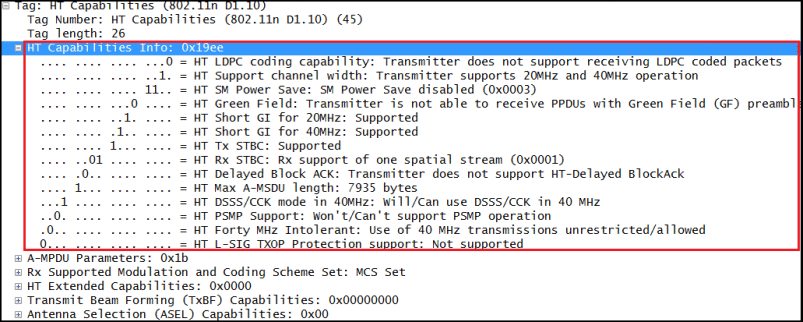 Tag: HT Capabilities (802.11n D1.10)
Tag Number: HT Capabilities (802.11n D1.10) (45)
Tag length: 26
HT Capabilities Info: 0x19ee
.... .... .... ...0 = HT LDPC coding capability: Transmitter does not support receiving LDPC coded packets
.... .... .... ..1. = HT Support channel width: Transmitter supports 20MHz and 40MHz operation
.... .... .... 11.. = HT SM Power Save: SM Power Save disabled (0x0003)
.... .... ...0 .... = HT Green Field: Transmitter is not able to receive PPDUs with Green Field (GF) preambl
.... .... ..1. .... = HT Short GI for 20MHz: Supported
.... .... .1.. .... = HT Short GI for 40MHz: Supported
.... .... 1... .... = HT Tx STBC: Supported
.... ..01 .... .... = HT Rx STBC: Rx support of one spatial stream (0x0001)
.... .0.. .... .... = HT Delayed Block ACK: Transmitter does not support HT-Delayed BlockAck
.... 1... .... .... = HT Max A-MSDU length: 7935 bytes
...1 .... .... .... = HT DSSS/CCK mode in 40MHz: Will/Can use DSSS/CCK in 40 MHz
..0. .... .... .... = HT PSMP Support: Won't/Can't support PSMP operation
.0.. .... .... .... = HT Forty MHz Intolerant: Use of 40 MHz transmissions unrestricted/allowed
0... .... .... .... = HT L-SIG TXOP Protection support: Not supported
A-MPDU Parameters: 0x1b
Rx Supported Modulation and Coding Scheme Set: MCS Set
HT Extended Capabilities: 0x0000
Transmit Beam Forming (TxBF) Capabilities: 0x00000000
Antenna Selection (ASEL) Capabilities: 0x00